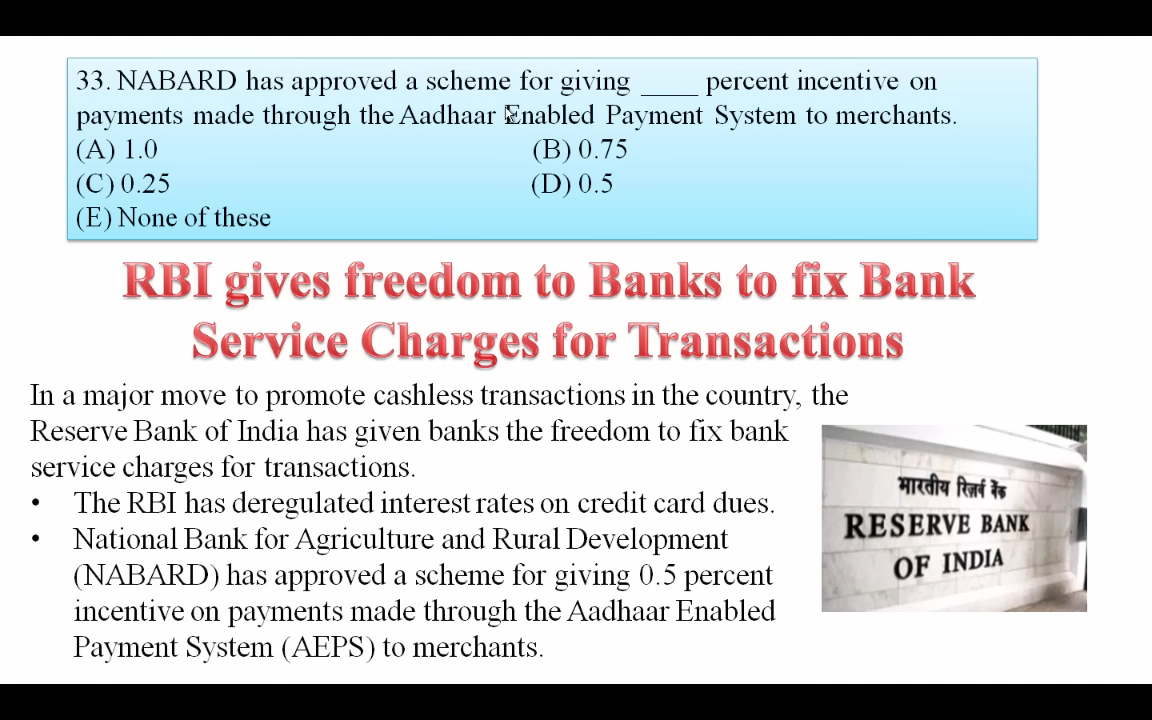 33. NABARD has approved a scheme for giving ____ percent incentive on
payments made through the Aadhaar Enabled Payment System to merchants.
(A) 1.0 (B) 0.75
(C) 0.25 (D) 0.5
(E) None of these
RBI gives freedom to Banks to fix Bank
Service Charges for Transactions
In a major move to promote cashless transactions in the country, the
Reserve Bank of India has given banks the freedom to fix bank
service charges for transactions.
• The RBI has deregulated interest rates on credit card dues.
• National Bank for Agriculture and Rural Development
(NABARD) has approved a scheme for giving 0.5 percent
incentive on payments made through the Aadhaar Enabled
Payment System (AEPS) to merchants.
भारतीय रिज़र्व बैंक
RESERVE BANK
OF INDIA